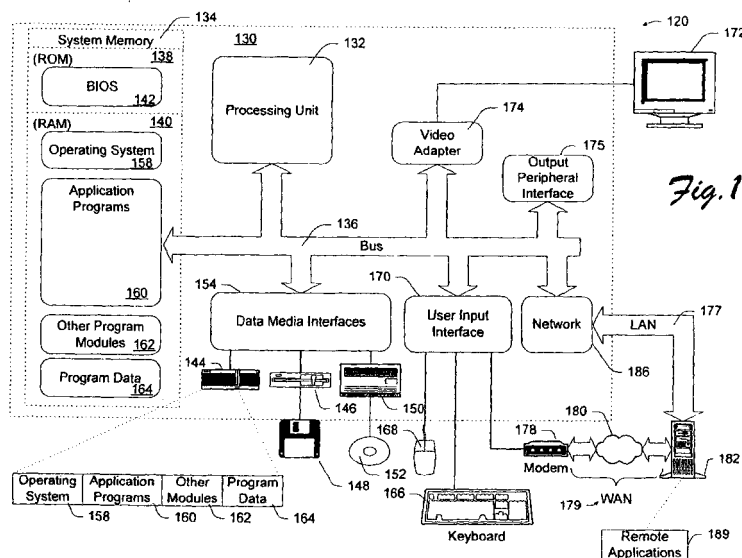 134
System Memory
(ROM) 138
BIOS
142
(RAM) 140
Operating System
158
Application
Programs
160
Other Program
Modules 162
Program Data
164
130
132
Processing Unit
120
172
174
Video
Adapter
175
Output
Peripheral
Interface
Fig. 1
136
Bus
154
Data Media Interfaces
170
User Input
Interface
Network
186
LAN
177
144
146
150
148
152
168
166
Keyboard
178
Modem
180
179
WAN
182
Operating
System
Application
Programs
Other
Modules
Program
Data
158
160
162
164
Remote
Applications
189